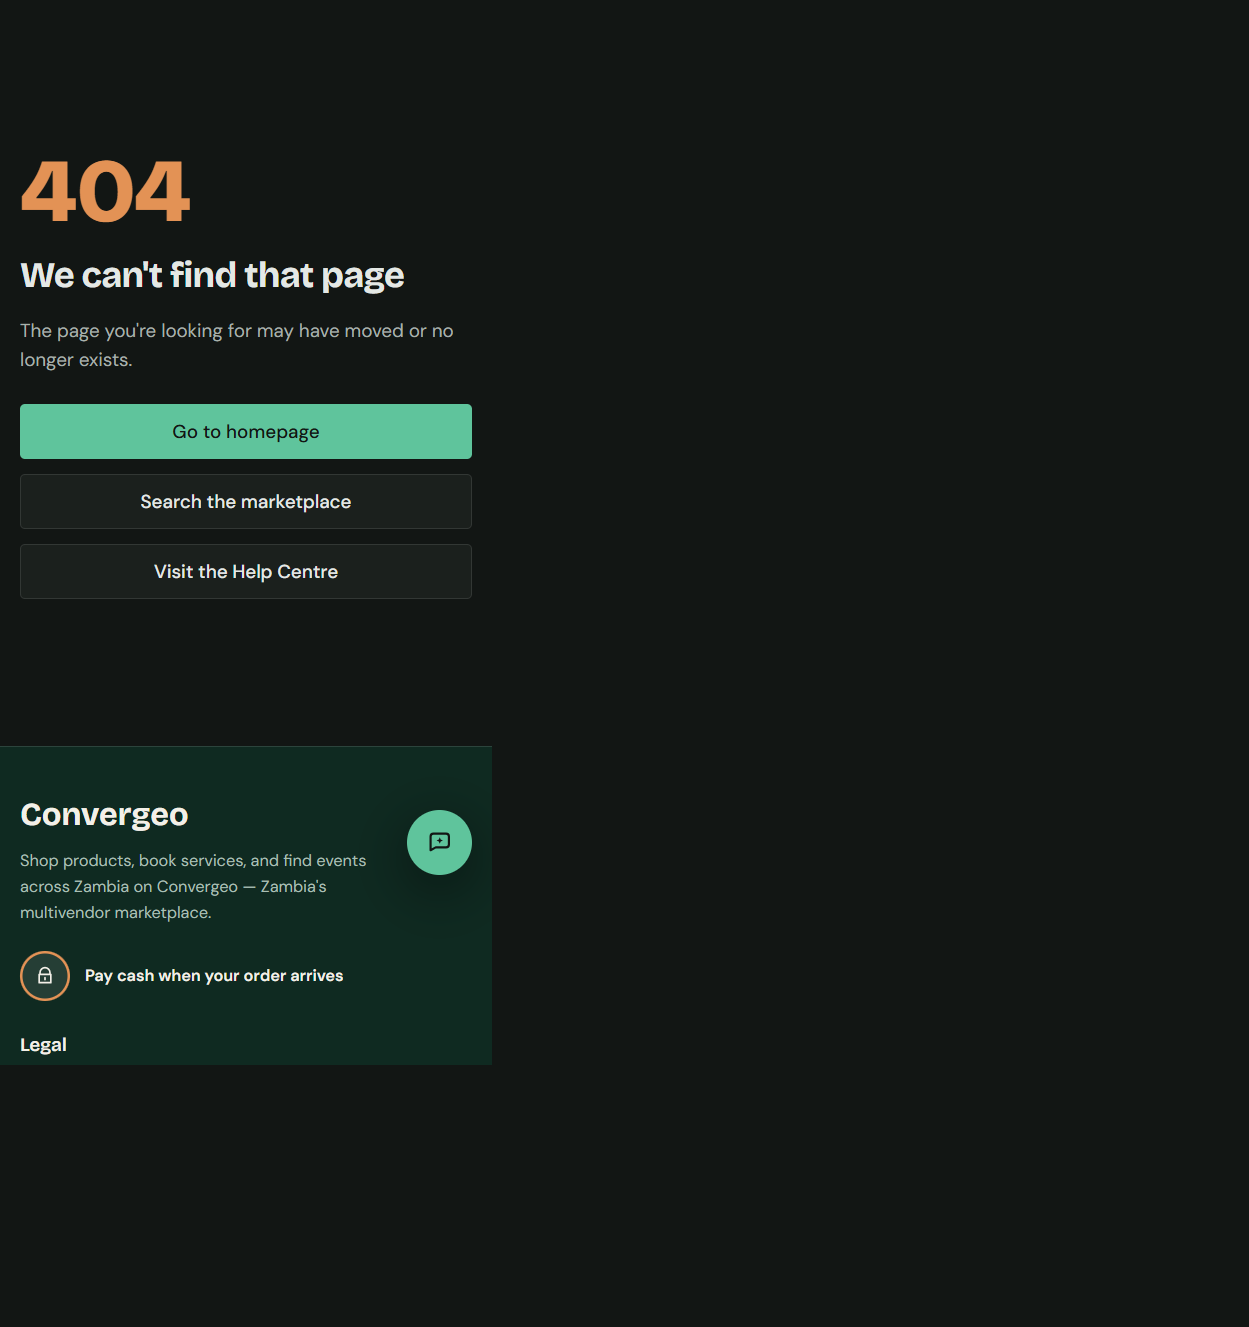 404
We can't find that page
The page you're looking for may have moved or no
longer exists.
Go to homepage
Search the marketplace
Visit the Help Centre
Convergeo
Shop products, book services, and find events
across Zambia on Convergeo — Zambia's
multivendor marketplace.
Pay cash when your order arrives
Legal